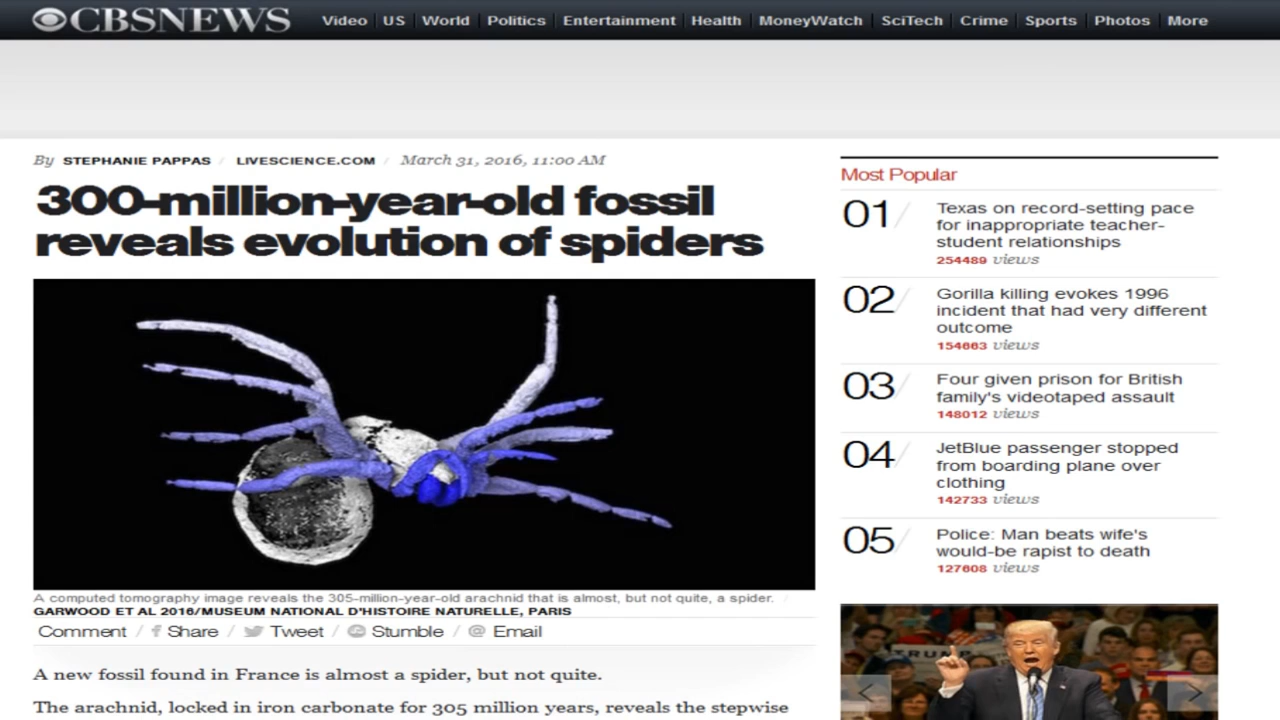 CBSNEWS
Video US World Politics Entertainment Health MoneyWatch SciTech Crime Sports Photos More
By STEPHANIE PAPPAS / LIVESCIENCE.COM / March 31, 2016, 11:00 AM
300-million-year-old fossil
reveals evolution of spiders
A computed tomography image reveals the 305-million-year-old arachnid that is almost, but not quite, a spider. /
GARWOOD ET AL 2016/MUSEUM NATIONAL D'HISTOIRE NATURELLE, PARIS
Comment / Share / Tweet / Stumble / Email
A new fossil found in France is almost a spider, but not quite.
The arachnid, locked in iron carbonate for 305 million years, reveals the stepwise
Most Popular
01/
Texas on record-setting pace
for inappropriate teacher-
student relationships
254489 views
02/
Gorilla killing evokes 1996
incident that had very different
outcome
154663 views
03/
Four given prison for British
family's videotaped assault
148012 views
04/
JetBlue passenger stopped
from boarding plane over
clothing
142733 views
05/
Police: Man beats wife's
would-be rapist to death
127608 views
TRUMP